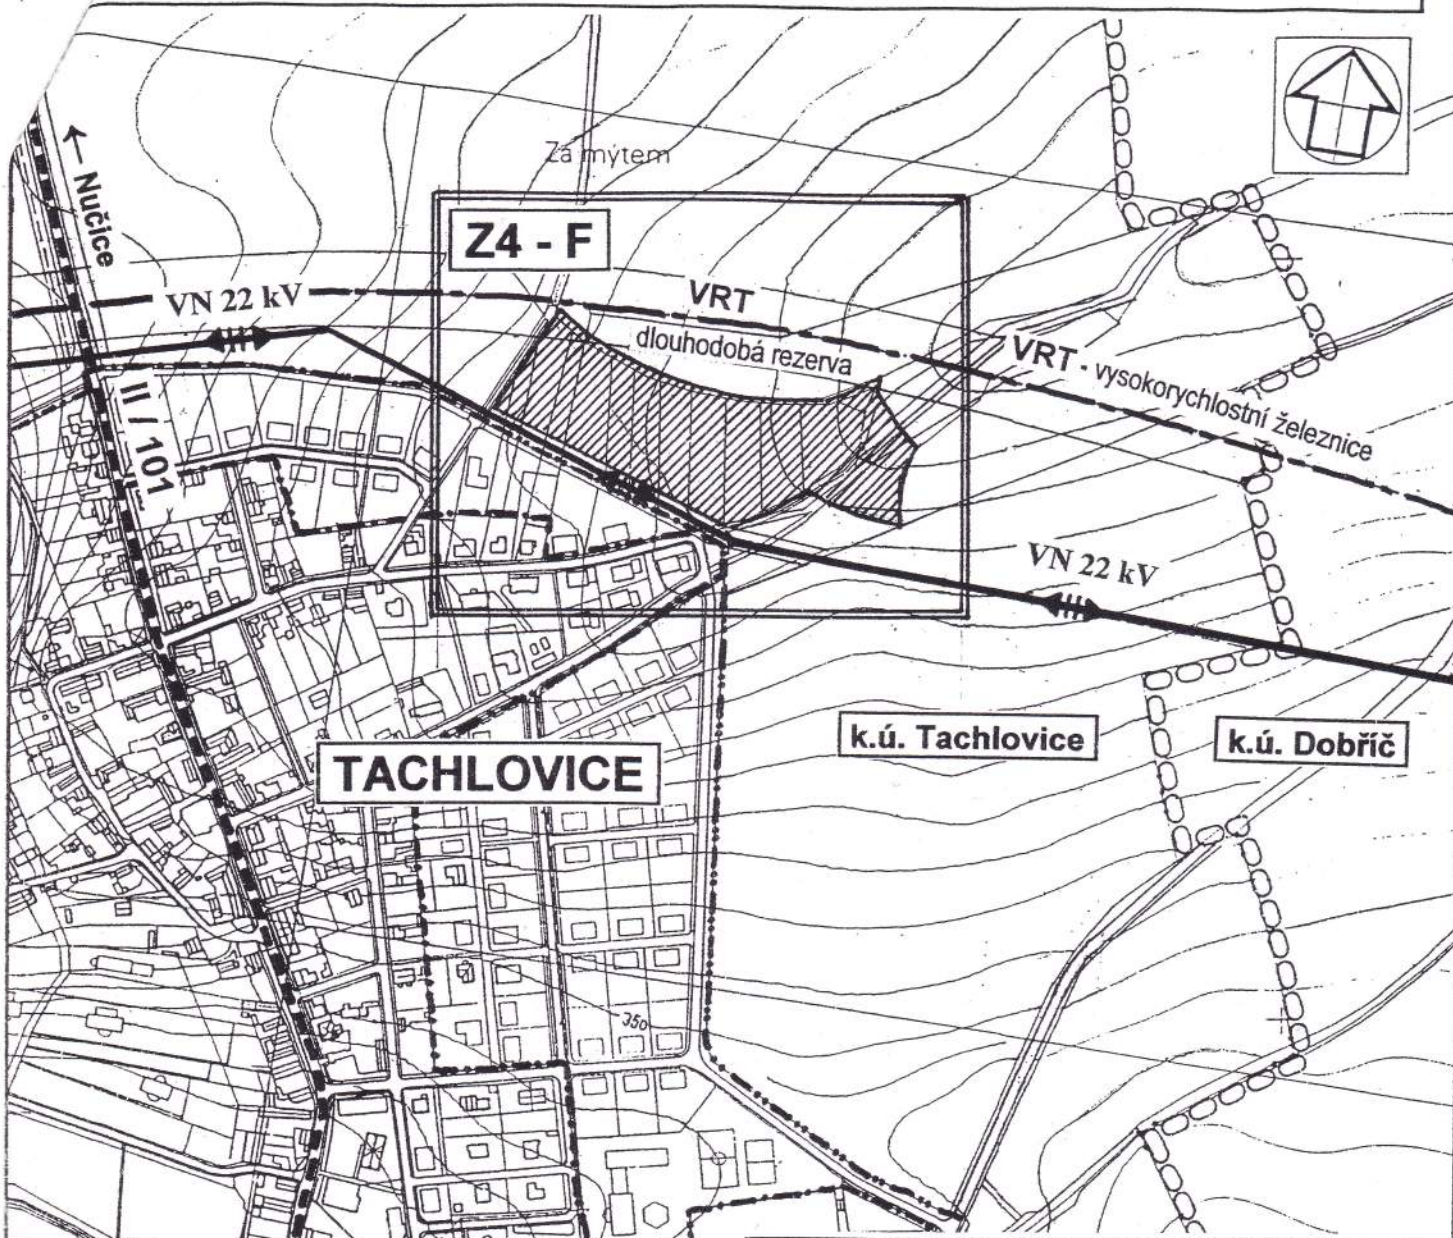 Za mýtem
← Nučice
Z4 - F
VN 22 kV
VRT
dlouhodobá rezerva
VRT - vysokorychlostní železnice
II / 101
VN 22 kV
k.ú. Tachlovice
k.ú. Dobříč
TACHLOVICE
350